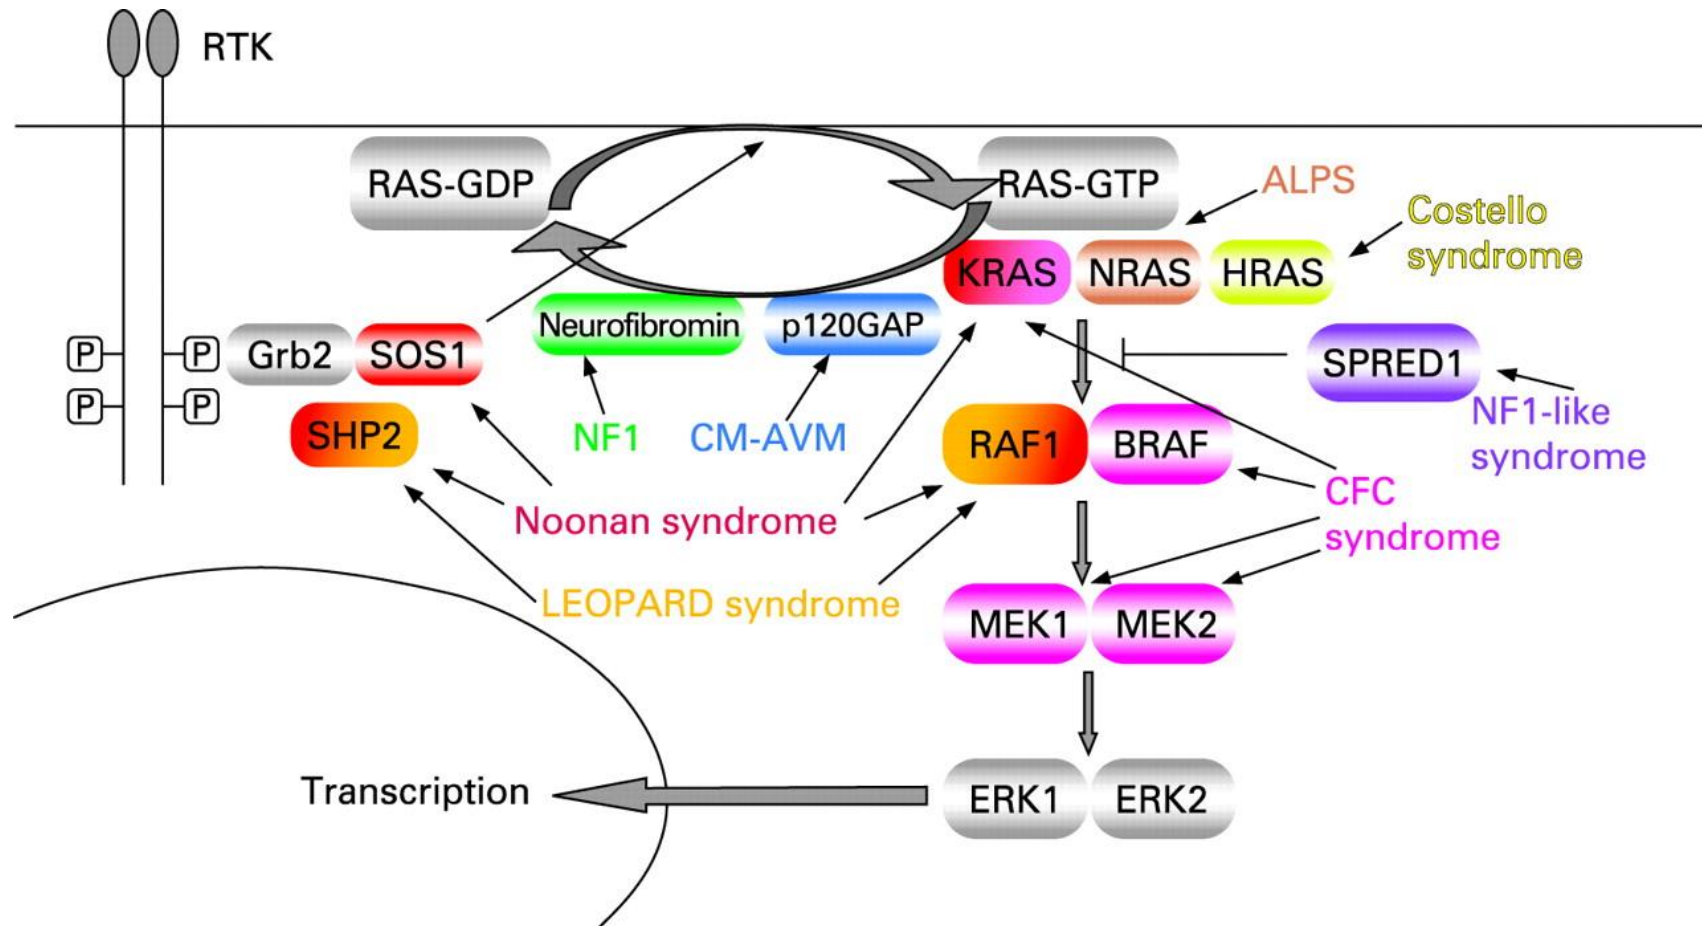 RTK
RAS-GDP
RAS-GTP
ALPS
Costello
syndrome
KRAS
NRAS
HRAS
Neurofibromin
p120GAP
P
P
Grb2
SOS1
SPRED1
P
P
NF1-like
syndrome
SHP2
NF1
CM-AVM
RAF1
BRAF
CFC
syndrome
Noonan syndrome
LEOPARD syndrome
MEK1
MEK2
Transcription
ERK1
ERK2